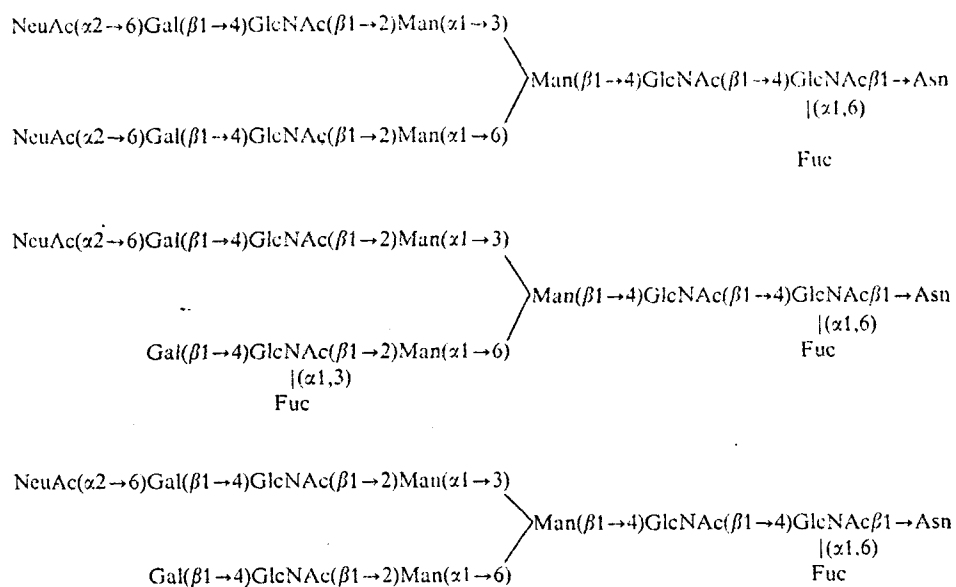 NeuAc(α2→6)Gal(β1→4)GlcNAc(β1→2)Man(α1→3)
Man(β1→4)GlcNAc(β1→4)GlcNAcβ1→Asn
|(α1,6)
NeuAc(α2→6)Gal(β1→4)GlcNAc(β1→2)Man(α1→6)
Fuc
NeuAc(α2→6)Gal(β1→4)GlcNAc(β1→2)Man(α1→3)
Man(β1→4)GlcNAc(β1→4)GlcNAcβ1→Asn
|(α1,6)
Gal(β1→4)GlcNAc(β1→2)Man(α1→6)
Fuc
|(α1,3)
Fuc
NeuAc(α2→6)Gal(β1→4)GlcNAc(β1→2)Man(α1→3)
Man(β1→4)GlcNAc(β1→4)GlcNAcβ1→Asn
|(α1,6)
Gal(β1→4)GlcNAc(β1→2)Man(α1→6)
Fuc